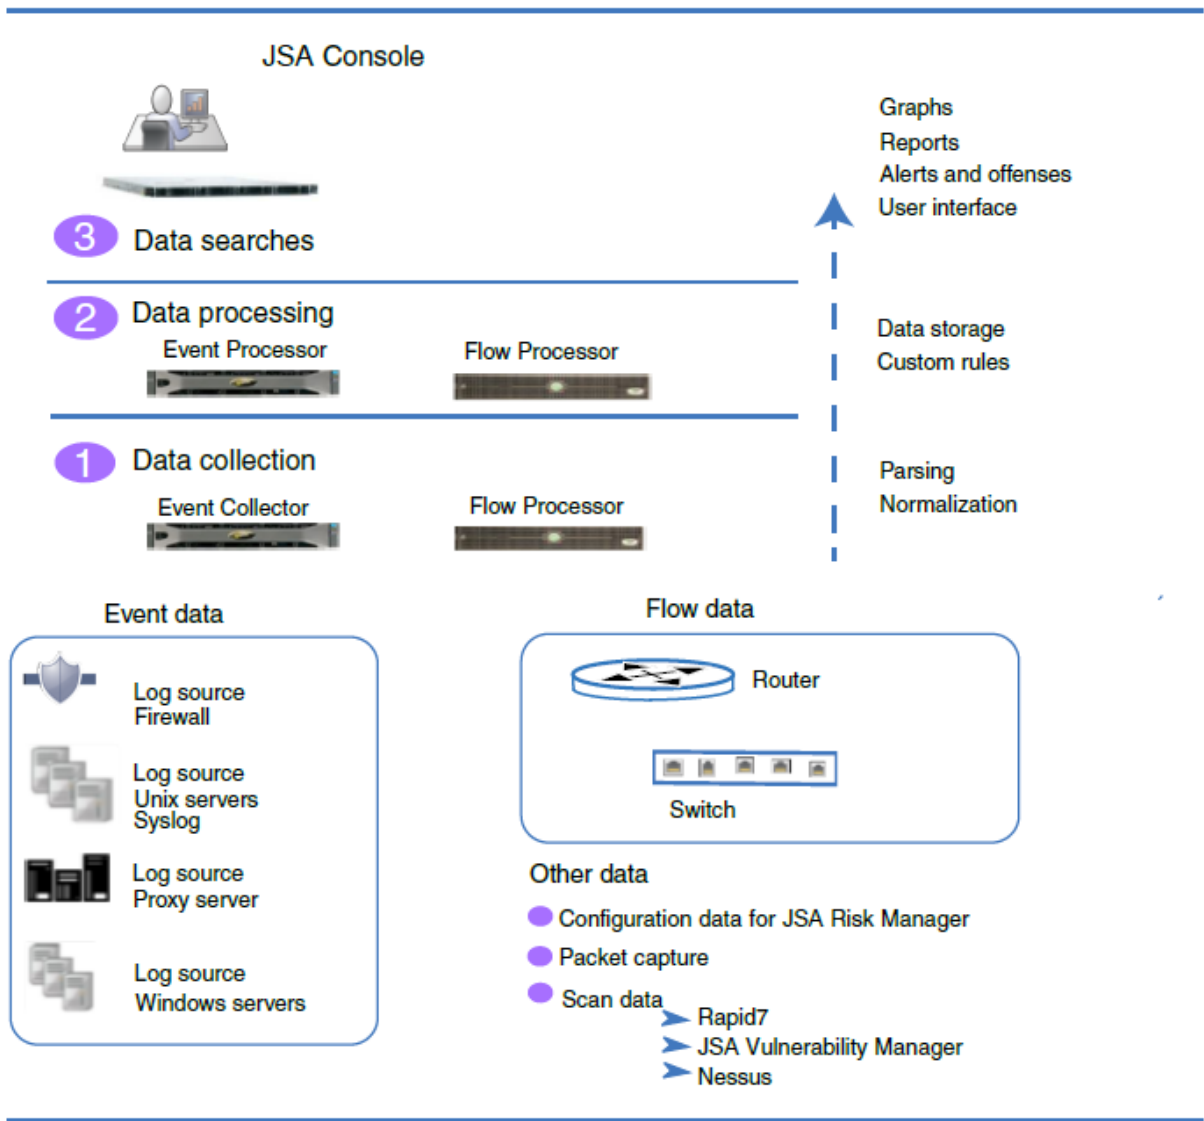 JSA Console
Graphs
Reports
Alerts and offenses
User interface
3 Data searches
2 Data processing
Event Processor
Flow Processor
Data storage
Custom rules
1 Data collection
Event Collector
Flow Processor
Parsing
Normalization
Event data
Log source
Firewall
Log source
Unix servers
Syslog
Log source
Proxy server
Log source
Windows servers
Flow data
Router
Switch
Other data
Configuration data for JSA Risk Manager
Packet capture
Scan data
Rapid7
JSA Vulnerability Manager
Nessus